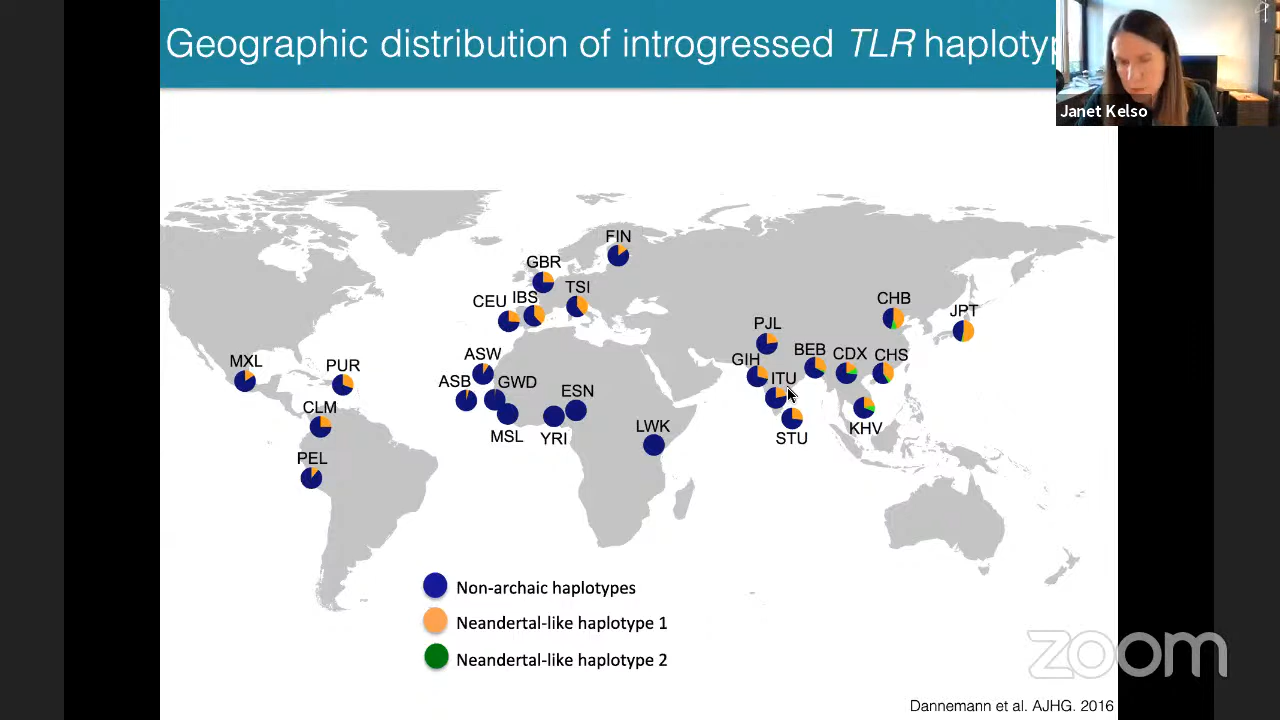 Geographic distribution of introgressed TLR haploty
Janet Kelso
FIN
GBR
TSI
CEU
IBS
CHB
JPT
PJL
BEB
CDX
CHS
GIH
ITU
MXL
PUR
ASW
ASB
GWD
ESN
CLM
MSL
YRI
LWK
STU
KHV
PEL
Non-archaic haplotypes
Neandertal-like haplotype 1
Neandertal-like haplotype 2
zoom
Dannemann et al. AJHG. 2016